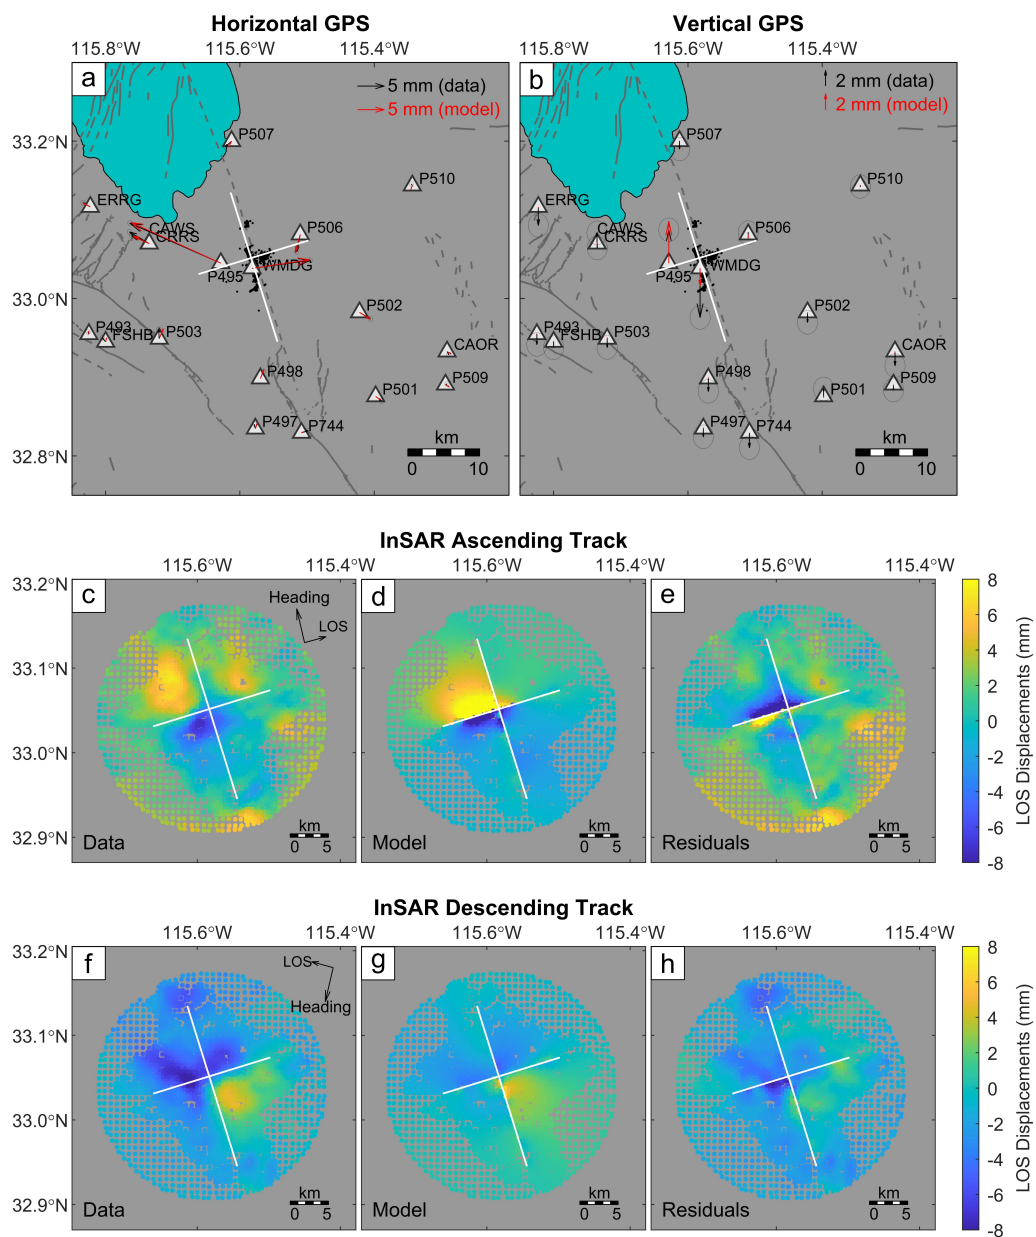 Horizontal GPS
Vertical GPS
115.8°W 115.6°W 115.4°W
115.8°W 115.6°W 115.4°W
a
5 mm (data)
5 mm (model)
33.2°N
33.0°N
32.8°N
P507
P510
ERRG
CAWS
CRRS
P506
P495
WMDG
P502
P493
FSHB
P503
CAOR
P498
P509
P501
P497
P744
km
0 10
b
2 mm (data)
2 mm (model)
P507
P510
ERRG
CAWS
CRRS
P506
P495
WMDG
P502
P493
FSHB
P503
CAOR
P498
P509
P501
P497
P744
km
0 10
InSAR Ascending Track
115.6°W 115.4°W
115.6°W 115.4°W
115.6°W 115.4°W
33.2°N
33.1°N
33.0°N
32.9°N
c
Heading
LOS
Data
km
0 5
d
Model
km
0 5
e
Residuals
km
0 5
8
6
4
2
0
-2
-4
-6
-8
LOS Displacements (mm)
InSAR Descending Track
115.6°W 115.4°W
115.6°W 115.4°W
115.6°W 115.4°W
33.2°N
33.1°N
33.0°N
32.9°N
f
LOS
Heading
Data
km
0 5
g
Model
km
0 5
h
Residuals
km
0 5
8
6
4
2
0
-2
-4
-6
-8
LOS Displacements (mm)